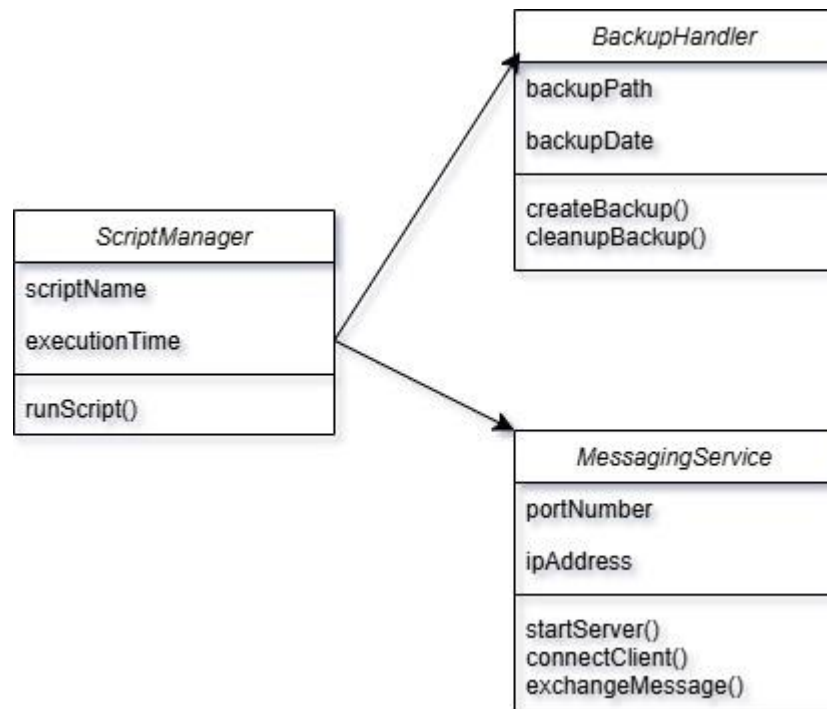 BackupHandler
backupPath
backupDate
createBackup()
cleanupBackup()
ScriptManager
scriptName
executionTime
runScript()
MessagingService
portNumber
ipAddress
startServer()
connectClient()
exchangeMessage()